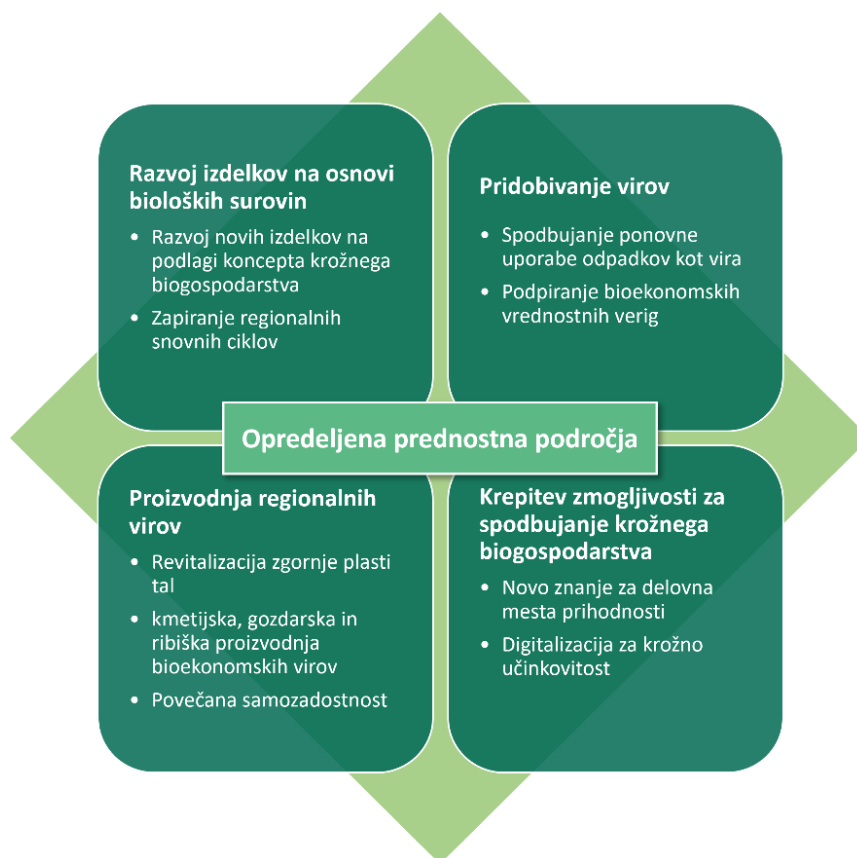 Razvoj izdelkov na osnovi
bioloških surovin
• Razvoj novih izdelkov na
podlagi koncepta krožnega
biogospodarstva
• Zapiranje regionalnih
snovnih ciklov
Pridobivanje virov
• Spodbujanje ponovne
uporabe odpadkov kot vira
• Podpiranje bioekonomskih
vrednostnih verig
Opredeljena prednostna področja
Proizvodnja regionalnih
virov
• Revitalizacija zgornje plasti
tal
• kmetijska, gozdarska in
ribiška proizvodnja
bioekonomskih virov
• Povečana samozadostnost
Krepitev zmogljivosti za
spodbujanje krožnega
biogospodarstva
• Novo znanje za delovna
mesta prihodnosti
• Digitalizacija za krožno
učinkovitost